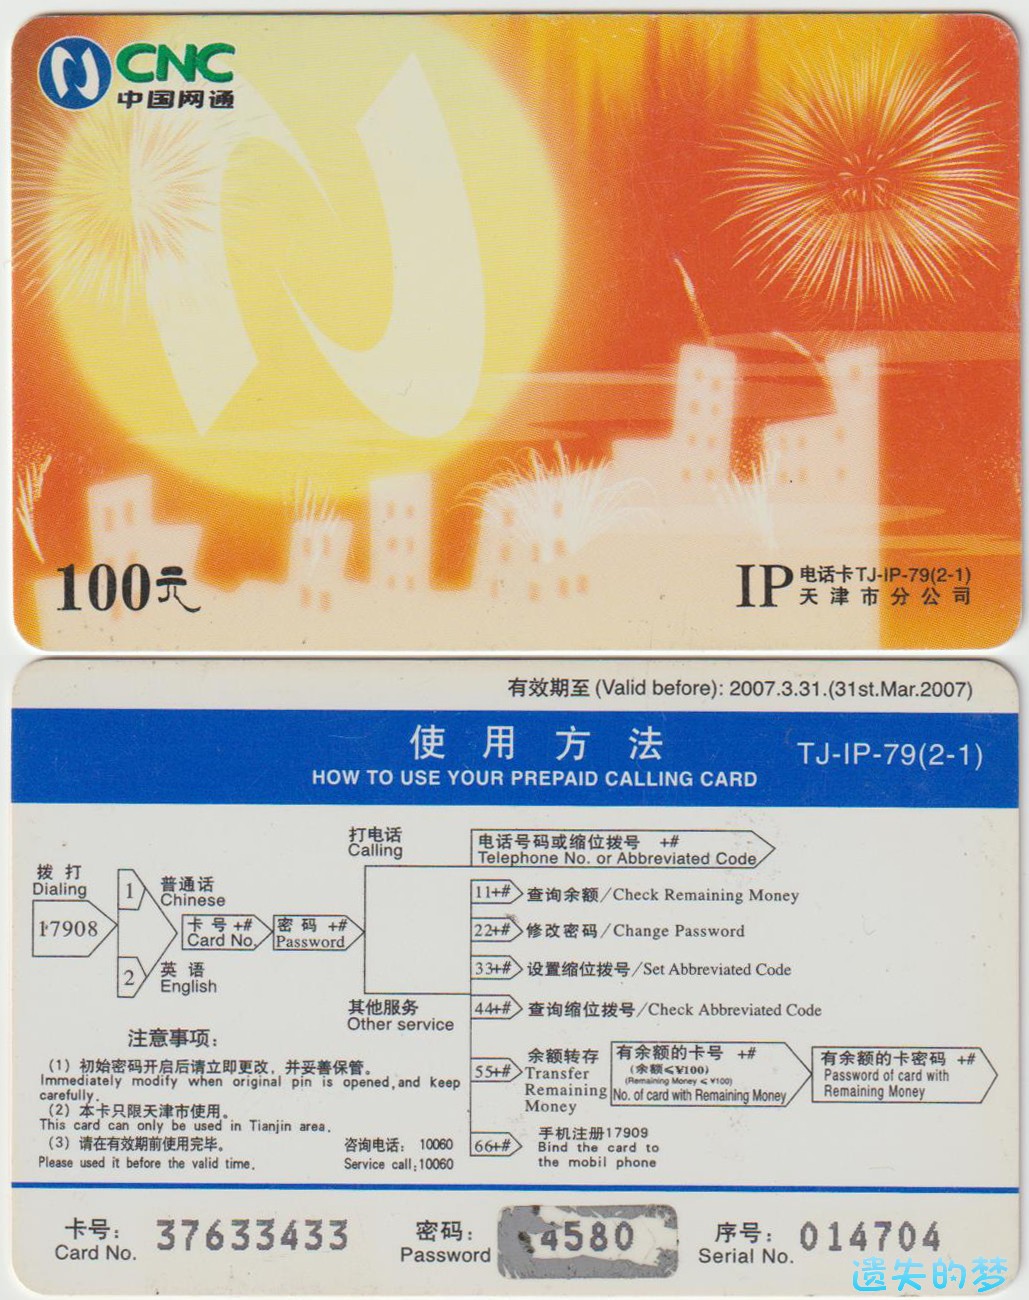 CNC
中国网通
100元
IP 电话卡TJ-IP-79(2-1)
天津市分公司
有效期至 (Valid before): 2007.3.31.(31st.Mar.2007)
使用方法
TJ-IP-79(2-1)
HOW TO USE YOUR PREPAID CALLING CARD
拨打
Dialing
17908
1
普通话
Chinese
2
英语
English
卡号 +#
Card No.
密码 +#
Password
打电话
Calling
电话号码或缩位拨号 +#
Telephone No. or Abbreviated Code
11+# 查询余额/Check Remaining Money
22+# 修改密码/Change Password
33+# 设置缩位拨号/Set Abbreviated Code
44+# 查询缩位拨号/Check Abbreviated Code
其他服务
Other service
55+#
余额转存
Transfer
Remaining
Money
有余额的卡号 +#
(余额≤¥100)
(Remaining Money ≤ ¥100)
No. of card with Remaining Money
有余额的卡密码 +#
Password of card with
Remaining Money
66+#
手机注册17909
Bind the card to
the mobil phone
注意事项:
(1) 初始密码开启后请立即更改，并妥善保管。
Immediately modify when original pin is opened,and keep
carefully.
(2) 本卡只限天津市使用。
This card can only be used in Tianjin area.
(3) 请在有效期前使用完毕。
Please used it before the valid time.
咨询电话: 10060
Service call:10060
卡号:
Card No.
37633433
密码:
Password
4580
序号:
Serial No.
014704
遗失的梦